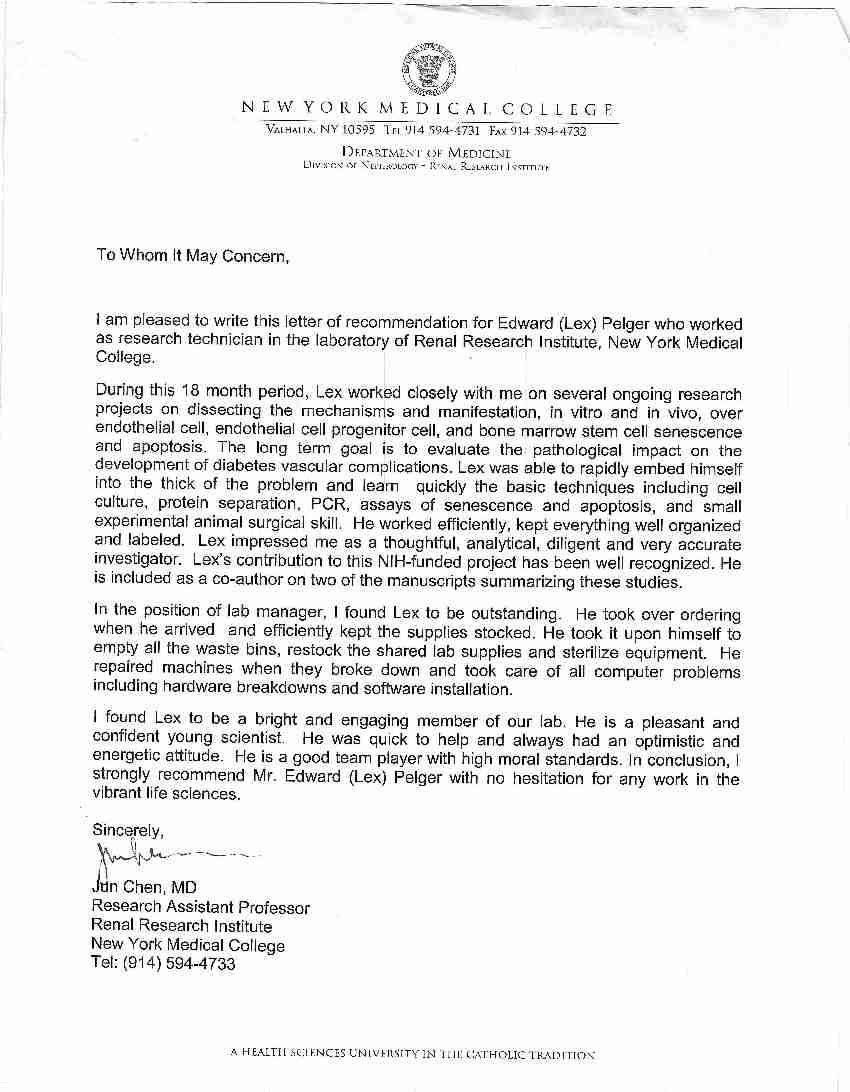 NEW YORK MEDICAL COLLEGE
VALHALLA, NY 10595 TEL 914 594-4731 FAX 914 594-4732
DEPARTMENT OF MEDICINE
DIVISION OF NEPHROLOGY - RENAL RESEARCH INSTITUTE
To Whom It May Concern,
I am pleased to write this letter of recommendation for Edward (Lex) Pelger who worked
as research technician in the laboratory of Renal Research Institute, New York Medical
College.
During this 18 month period, Lex worked closely with me on several ongoing research
projects on dissecting the mechanisms and manifestation, in vitro and in vivo, over
endothelial cell, endothelial cell progenitor cell, and bone marrow stem cell senescence
and apoptosis. The long term goal is to evaluate the pathological impact on the
development of diabetes vascular complications. Lex was able to rapidly embed himself
into the thick of the problem and learn quickly the basic techniques including cell
culture, protein separation, PCR, assays of senescence and apoptosis, and small
experimental animal surgical skill. He worked efficiently, kept everything well organized
and labeled. Lex impressed me as a thoughtful, analytical, diligent and very accurate
investigator. Lex's contribution to this NIH-funded project has been well recognized. He
is included as a co-author on two of the manuscripts summarizing these studies.
In the position of lab manager, I found Lex to be outstanding. He took over ordering
when he arrived and efficiently kept the supplies stocked. He took it upon himself to
empty all the waste bins, restock the shared lab supplies and sterilize equipment. He
repaired machines when they broke down and took care of all computer problems
including hardware breakdowns and software installation.
I found Lex to be a bright and engaging member of our lab. He is a pleasant and
confident young scientist. He was quick to help and always had an optimistic and
energetic attitude. He is a good team player with high moral standards. In conclusion, I
strongly recommend Mr. Edward (Lex) Pelger with no hesitation for any work in the
vibrant life sciences.
Sincerely,
Jun Chen, MD
Research Assistant Professor
Renal Research Institute
New York Medical College
Tel: (914) 594-4733
A HEALTH SCIENCES UNIVERSITY IN THE CATHOLIC TRADITION